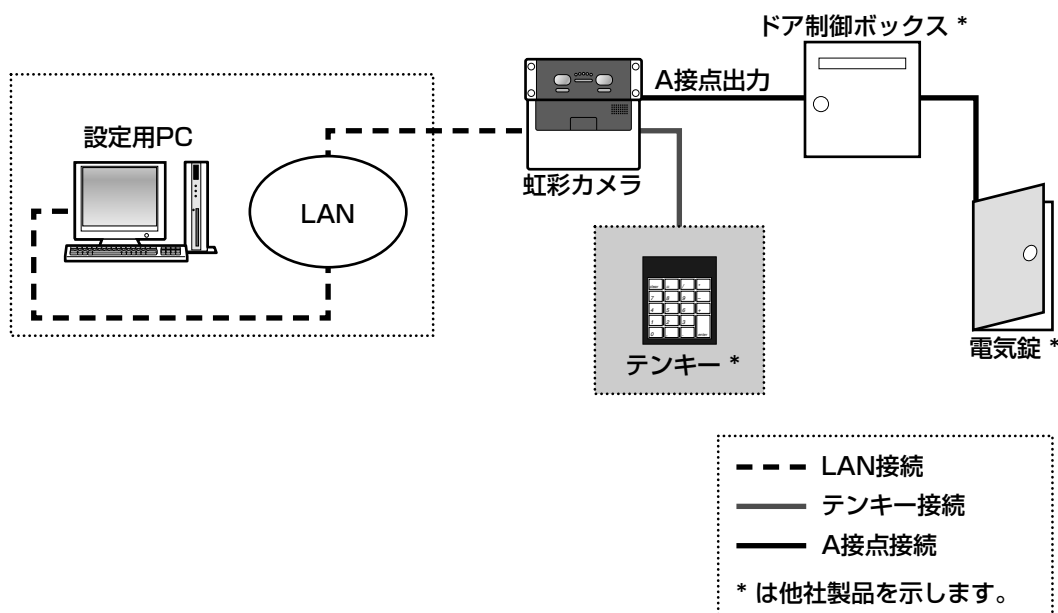 ドア制御ボックス *
A接点出力
設定用PC
虹彩カメラ
LAN
テンキー *
電気錠 *
LAN接続
テンキー接続
A接点接続
* は他社製品を示します。